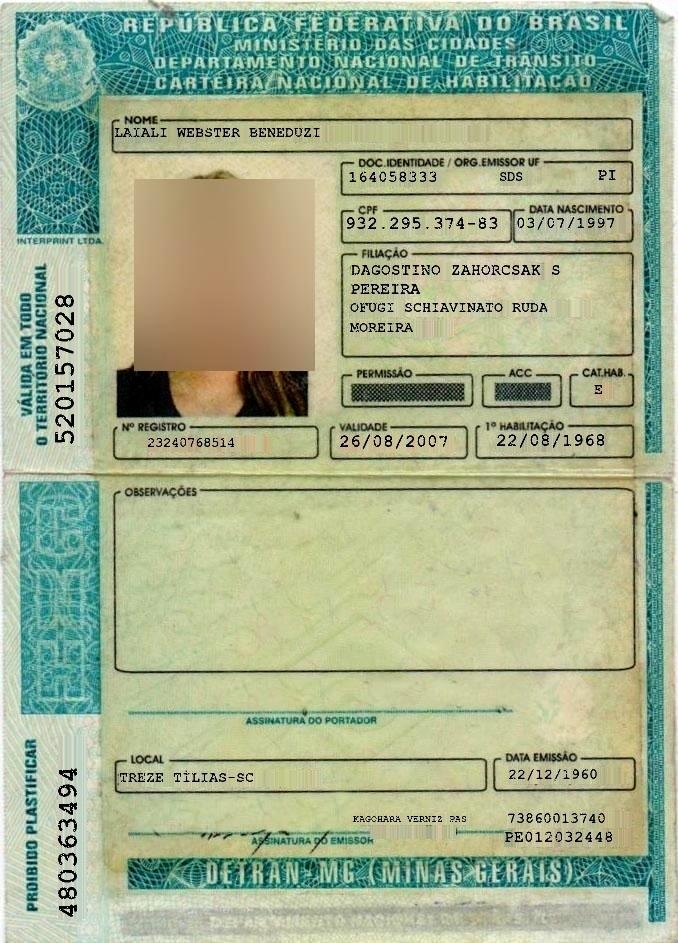 REPÚBLICA FEDERATIVA DO BRASIL
MINISTÉRIO DAS CIDADES
DEPARTAMENTO NACIONAL DE TRÂNSITO
CARTEIRA NACIONAL DE HABILITAÇÃO
NOME
LAIALI WEBSTER BENEDUZI
DOC.IDENTIDADE / ORG.EMISSOR UF
164058333 SDS PI
CPF
932.295.374-83
DATA NASCIMENTO
03/07/1997
FILIAÇÃO
DAGOSTINO ZAHORCSAK S
PEREIRA
OFUGI SCHIAVINATO RUDA
MOREIRA
PERMISSÃO
ACC
CAT.HAB.
E
Nº REGISTRO
23240768514
VALIDADE
26/08/2007
1ª HABILITAÇÃO
22/08/1968
INTERPRINT LTDA.
VÁLIDA EM TODO
O TERRITÓRIO NACIONAL
520157028
OBSERVAÇÕES
ASSINATURA DO PORTADOR
LOCAL
TREZE TÍLIAS-SC
DATA EMISSÃO
22/12/1960
KAGOHARA VERNIZ PAS
73860013740
PE012032448
ASSINATURA DO EMISSOR
PROIBIDO PLASTIFICAR
480363494
DETRAN-MG (MINAS GERAIS)